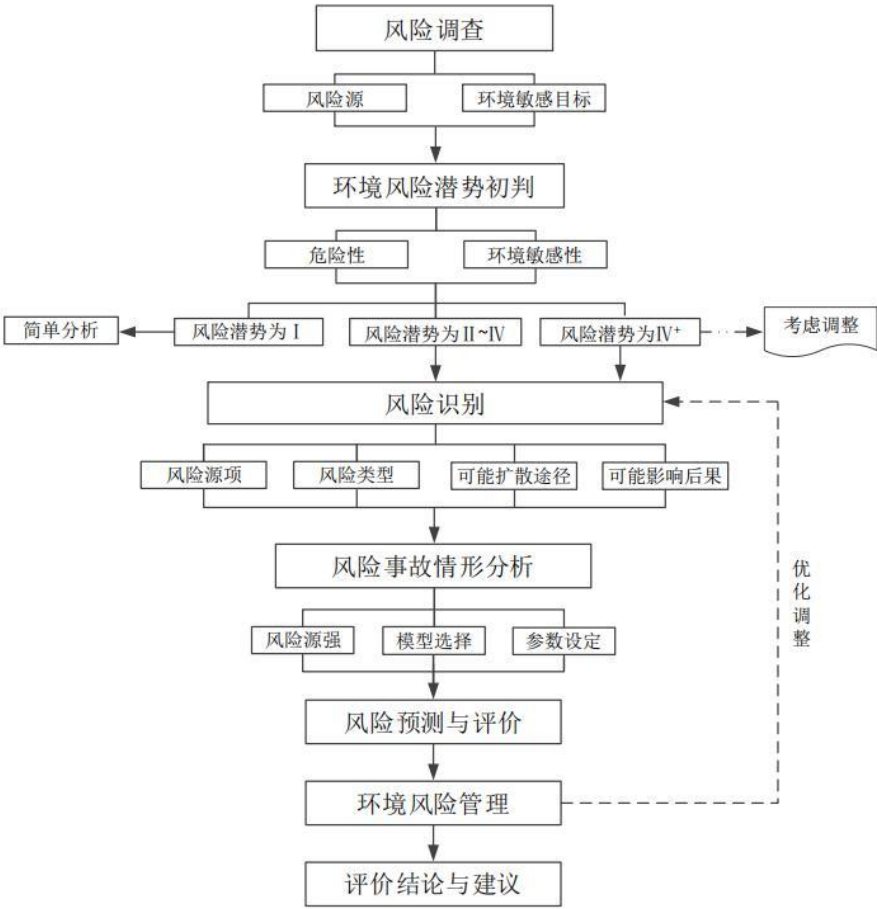 风险调查
风险源
环境敏感目标
环境风险潜势初判
危险性
环境敏感性
简单分析
风险潜势为Ⅰ
风险潜势为Ⅱ~Ⅳ
风险潜势为Ⅳ⁺
考虑调整
风险识别
风险源项
风险类型
可能扩散途径
可能影响后果
风险事故情形分析
优化调整
风险源强
模型选择
参数设定
风险预测与评价
环境风险管理
评价结论与建议